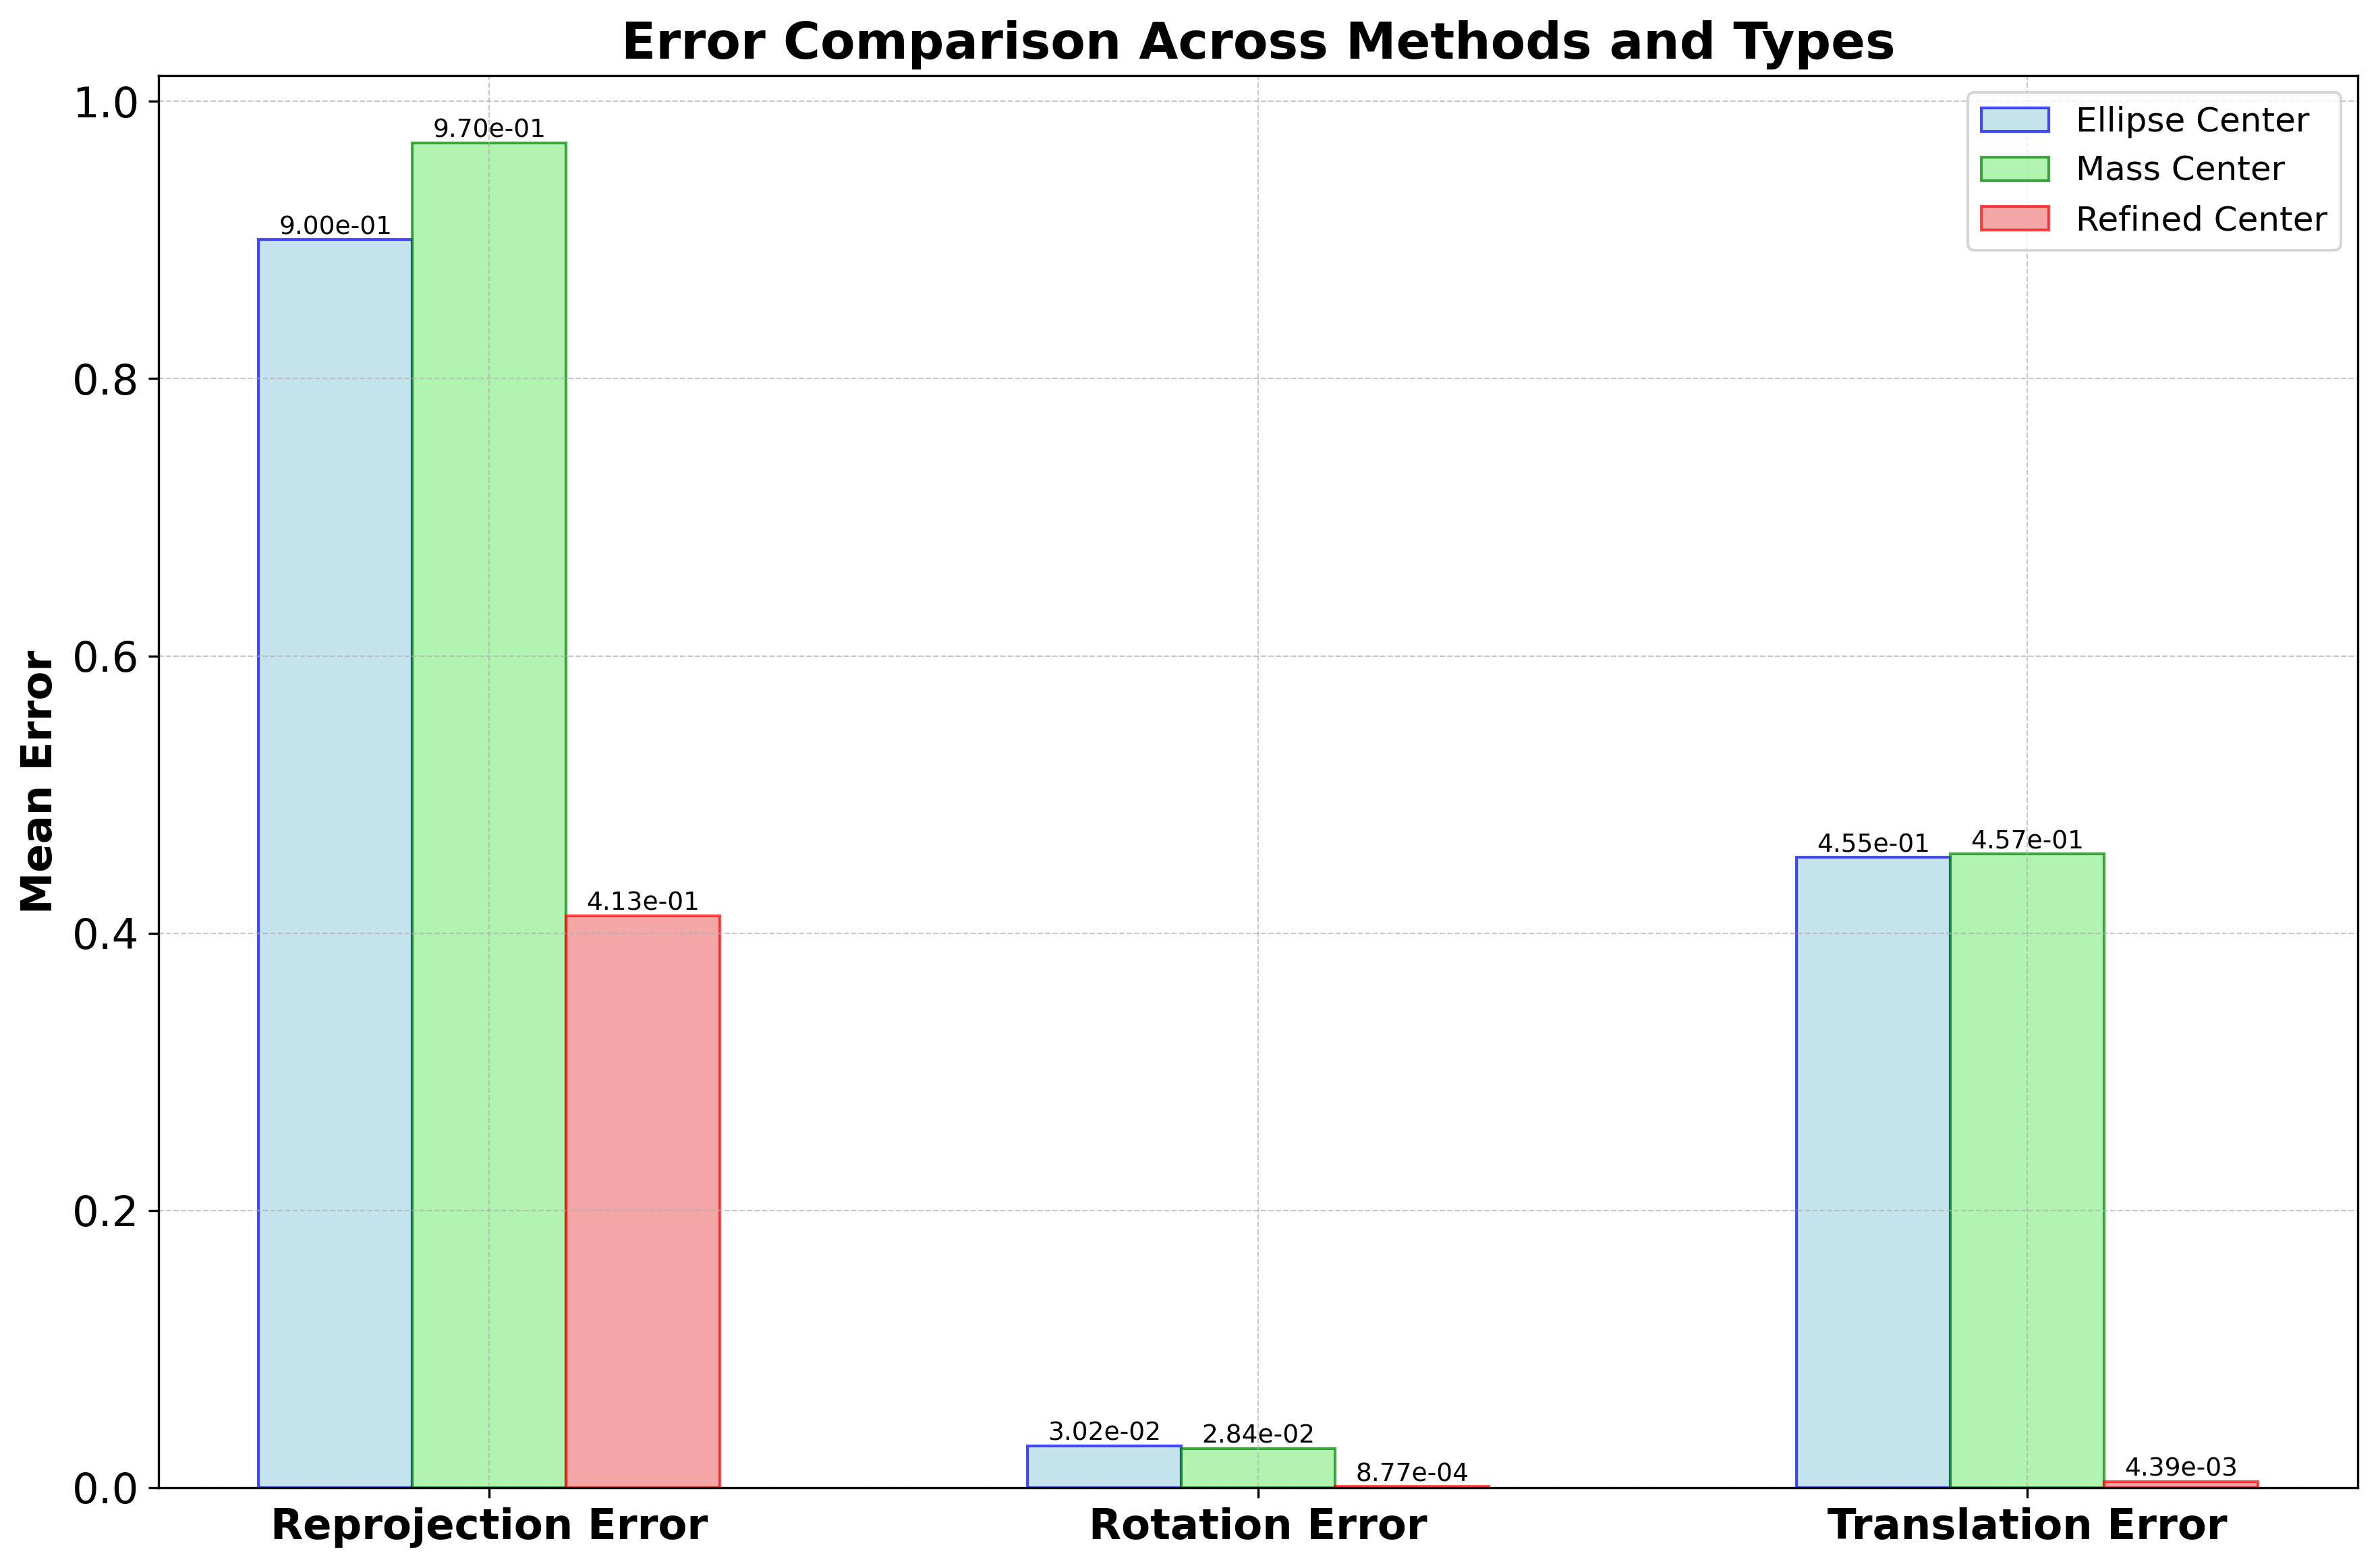 Error Comparison Across Methods and Types
Mean Error
1.0
0.8
0.6
0.4
0.2
0.0
9.00e-01
9.70e-01
4.13e-01
3.02e-02
2.84e-02
8.77e-04
4.55e-01
4.57e-01
4.39e-03
Ellipse Center
Mass Center
Refined Center
Reprojection Error
Rotation Error
Translation Error